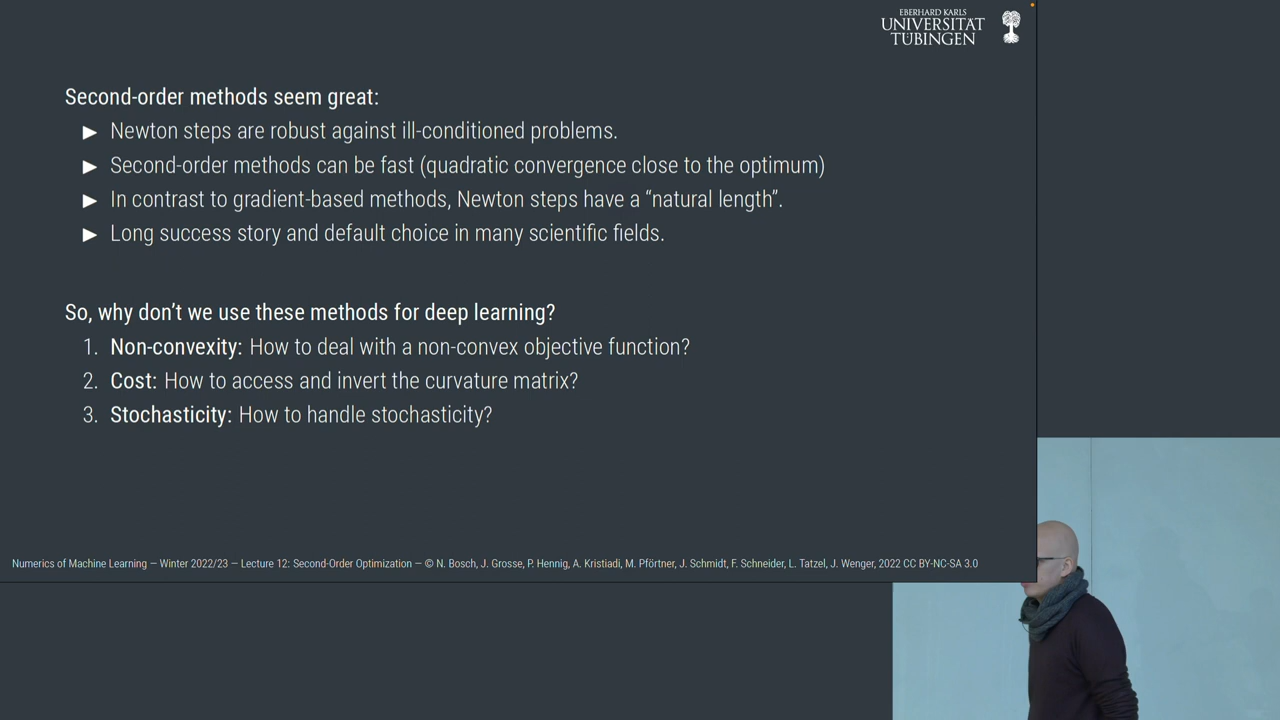 EBERHARD KARLS
UNIVERSITÄT
TÜBINGEN
Second-order methods seem great:
▶ Newton steps are robust against ill-conditioned problems.
▶ Second-order methods can be fast (quadratic convergence close to the optimum)
▶ In contrast to gradient-based methods, Newton steps have a “natural length”.
▶ Long success story and default choice in many scientific fields.
So, why don’t we use these methods for deep learning?
1. Non-convexity: How to deal with a non-convex objective function?
2. Cost: How to access and invert the curvature matrix?
3. Stochasticity: How to handle stochasticity?
Numerics of Machine Learning — Winter 2022/23 — Lecture 12: Second-Order Optimization — © N. Bosch, J. Grosse, P. Hennig, A. Kristiadi, M. Pförtner, J. Schmidt, F. Schneider, L. Tatzel, J. Wenger, 2022 CC BY-NC-SA 3.0